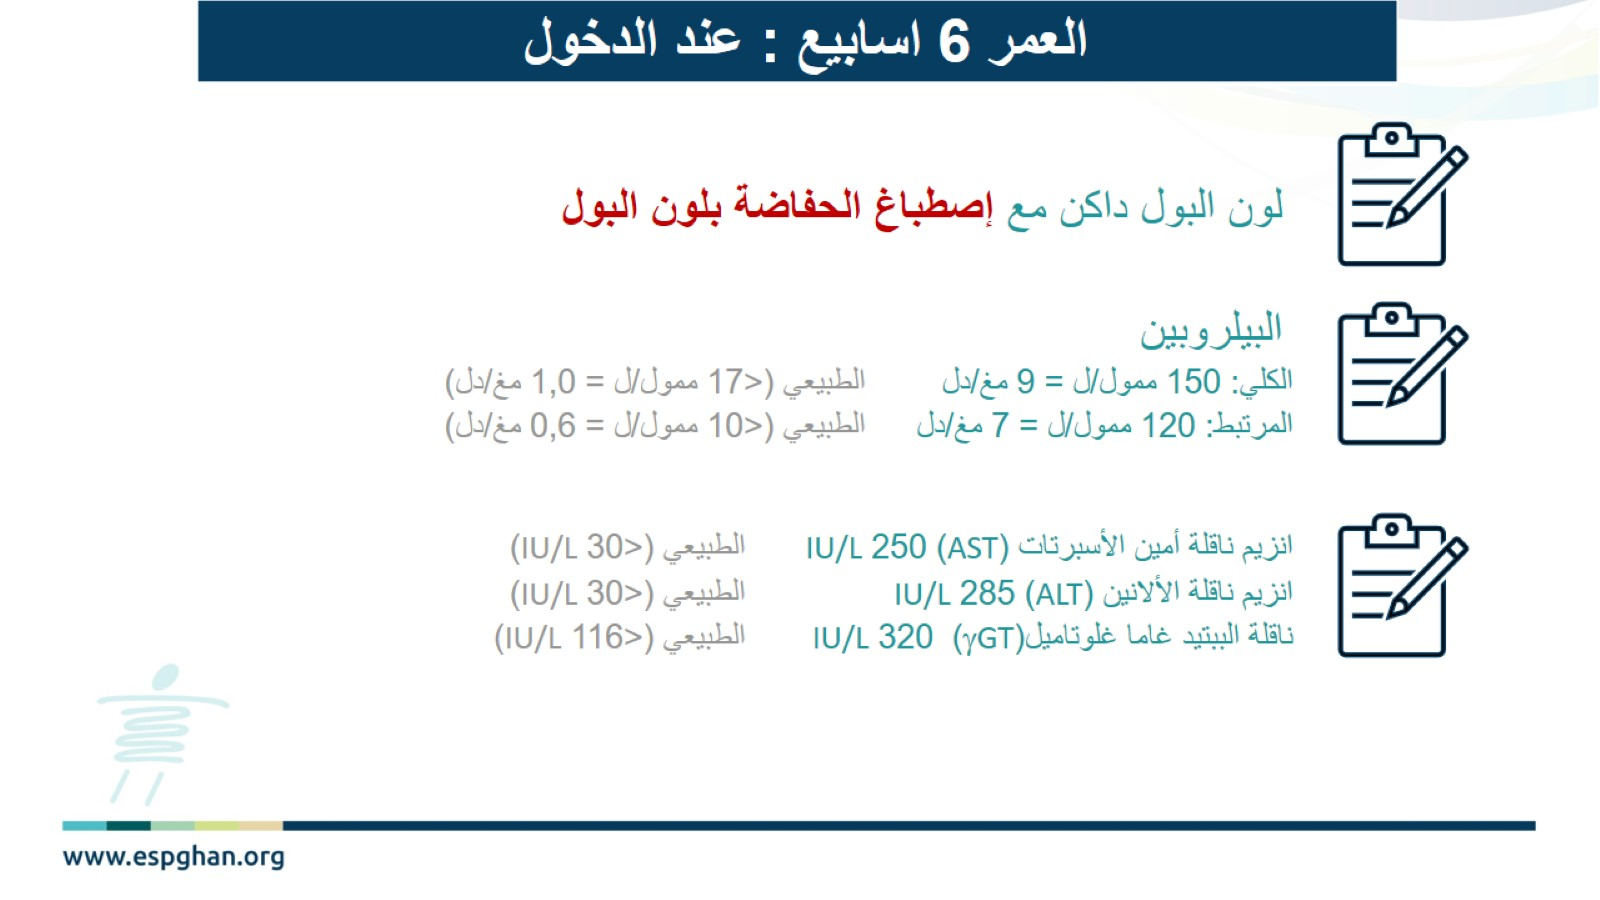 العمر 6 اسابيع : عند الدخول
لون البول داكن مع إصطباغ الحفاضة بلون البول
البيلروبين
الكلي: 150 ممول/ل = 9 مغ/دل الطبيعي (<17 ممول/ل = 1,0 مغ/دل)
المرتبط: 120 ممول/ل = 7 مغ/دل الطبيعي (<10 ممول/ل = 0,6 مغ/دل)
انزيم ناقلة أمين الأسبرتات (AST) 250 IU/L الطبيعي (<30 IU/L)
انزيم ناقلة الألانين (ALT) 285 IU/L الطبيعي (<30 IU/L)
ناقلة الببتيد غاما غلوتاميل(γGT) 320 IU/L الطبيعي (<116 IU/L)
www.espghan.org